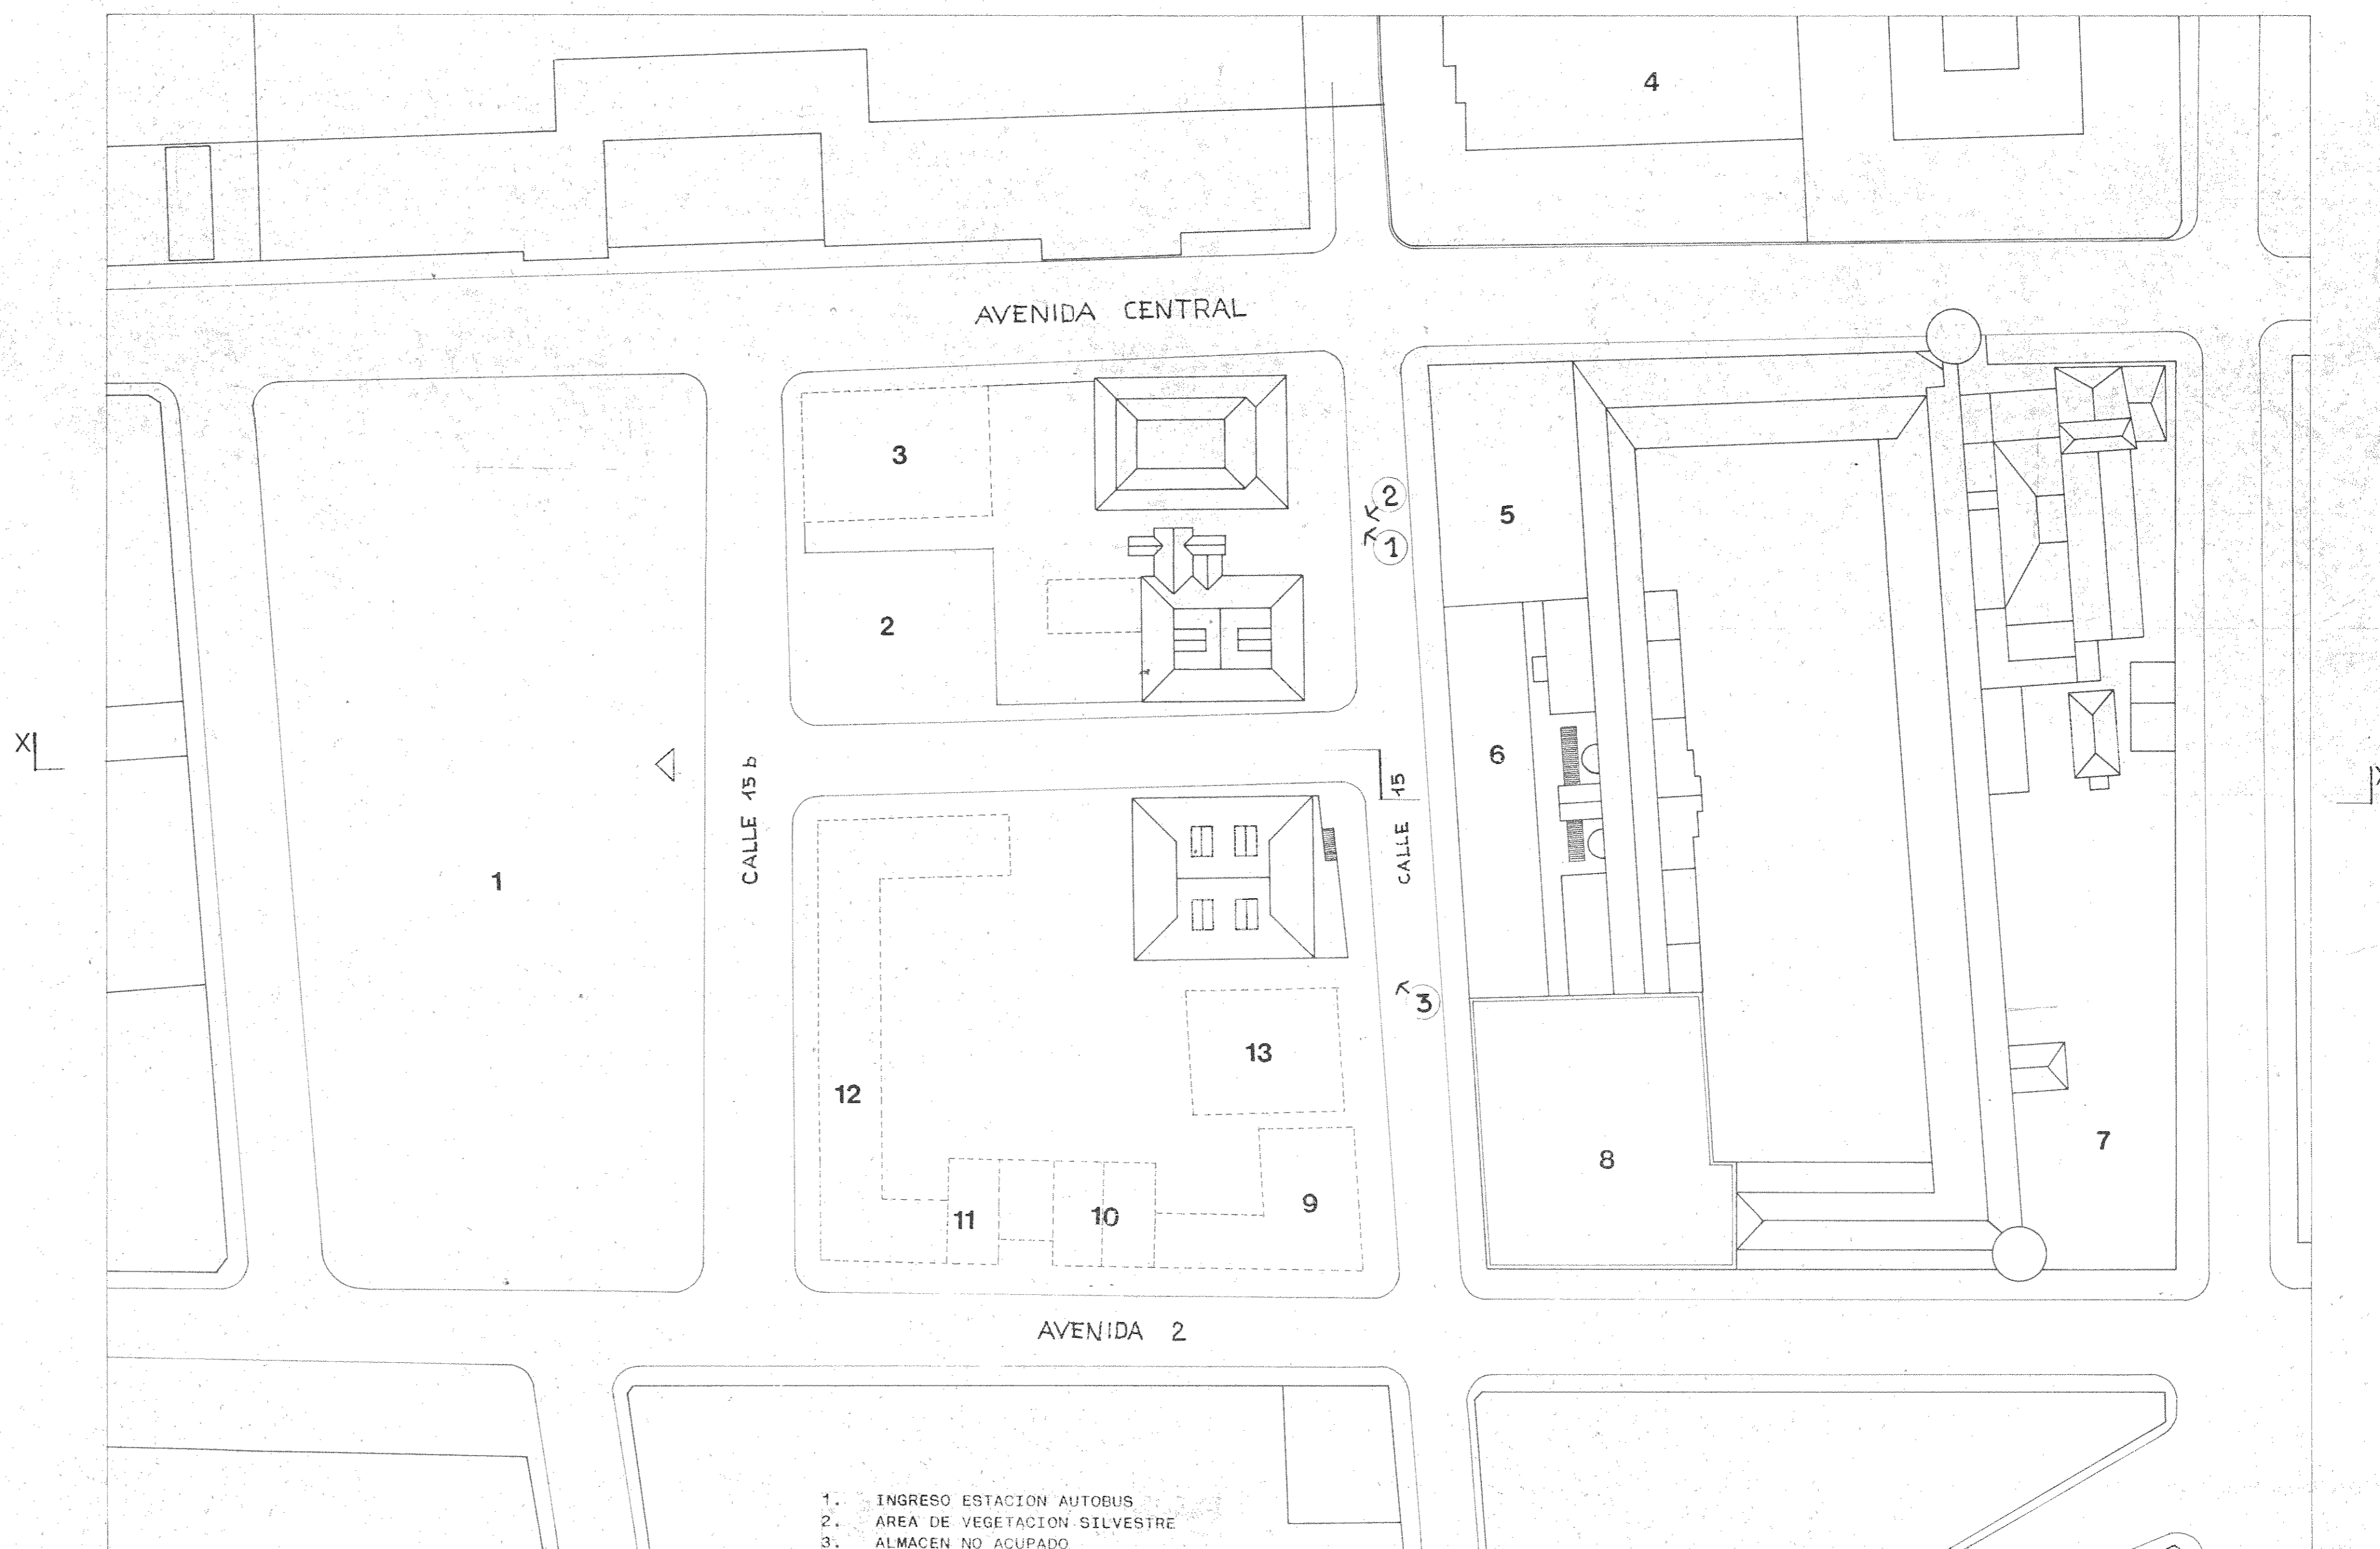 4
AVENIDA CENTRAL
3
2
5
1
2
X
6
CALLE 15 b
CALLE 15
1
3
13
12
7
8
9
11
10
AVENIDA 2
1. INGRESO ESTACION AUTOBUS
2. AREA DE VEGETACION SILVESTRE
3. ALMACEN NO ACUPADO